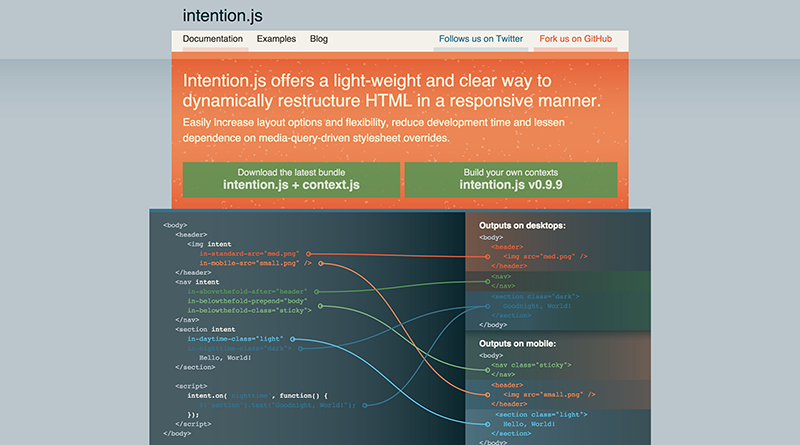 intention.js
Documentation
Examples
Blog
Follows us on Twitter
Fork us on GitHub
Intention.js offers a light-weight and clear way to
dynamically restructure HTML in a responsive manner.
Easily Increase layout options and flexibility, reduce development time and lessen
dependence on media-query-driven stylesheet overrides.
Download the latest bundle
intention.js + context.js
Build your own contexts
intention.js v0.9.9
<body>
<header>
<img intent
in-standard-src="med.png"
in-mobile-src="small.png" />
</header>
<nav intent
in-abovethefold-after="header"
in-belowthefold-prepend="body"
in-belowthefold-class="sticky">
</nav>
<section intent
in-daytime-class="light"
in-nighttime-class="dark">
Hello, World!
</section>
<script>
intent.on('nighttime', function() {
$('section').text("Goodnight, World!");
});
</script>
</body>
Outputs on desktops:
<body>
<header>
<img src="med.png" />
</header>
<nav>
</nav>
<section class="dark">
Goodnight, World!
</section>
</body>
Outputs on mobile:
<body>
<nav class="sticky">
</nav>
<header>
<img src="small.png" />
</header>
<section class="light">
Hello, World!
</section>
</body>